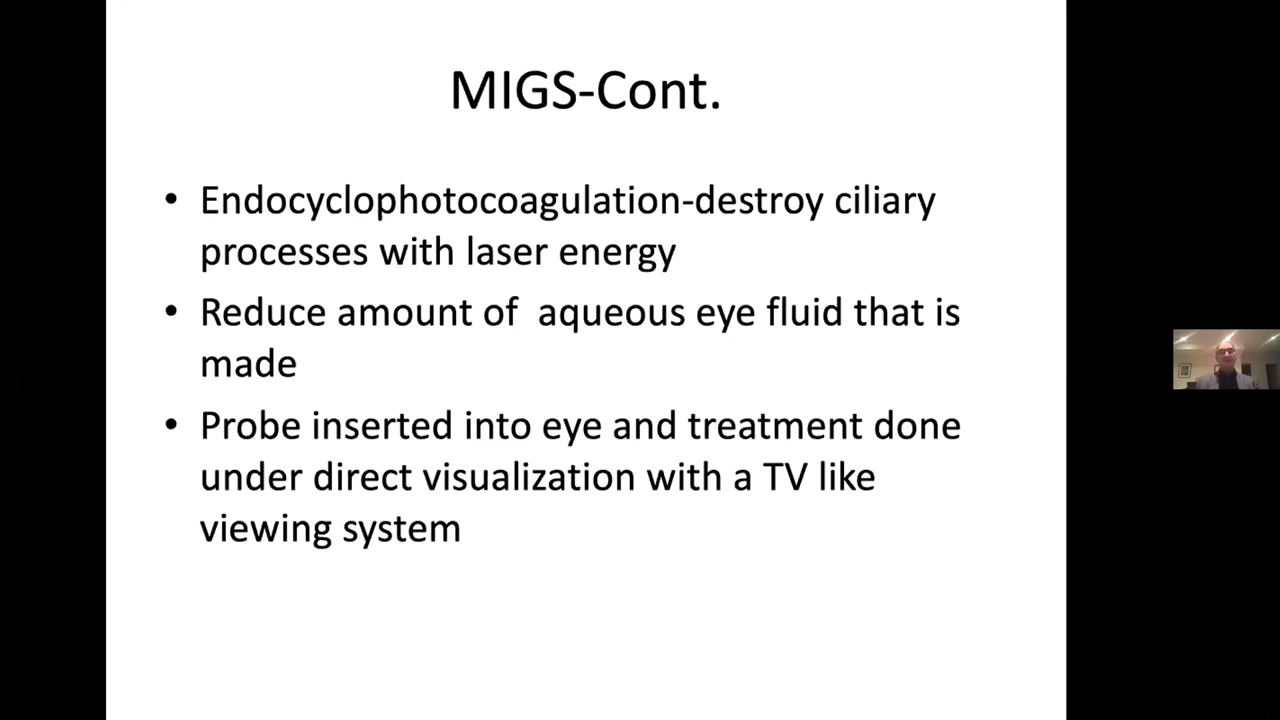 MIGS-Cont.
• Endocyclophotocoagulation-destroy ciliary
processes with laser energy
• Reduce amount of  aqueous eye fluid that is
made
• Probe inserted into eye and treatment done
under direct visualization with a TV like
viewing system